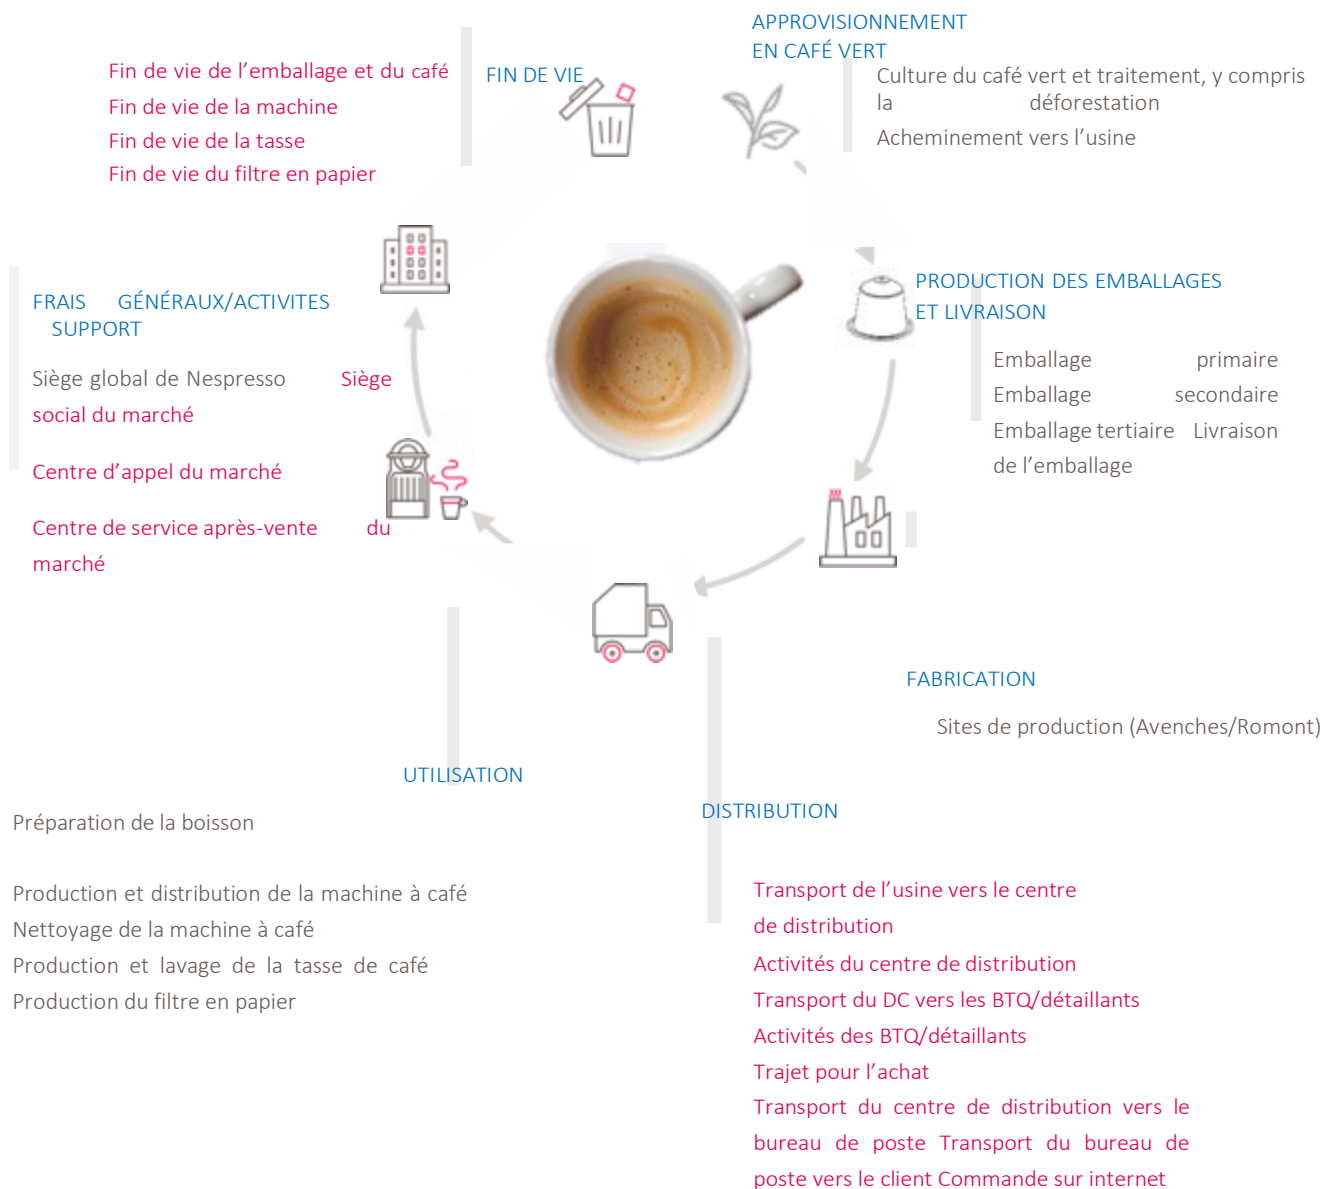 APPROVISIONNEMENT
EN CAFÉ VERT
Culture du café vert et traitement, y compris
la déforestation
Acheminement vers l’usine
FIN DE VIE
Fin de vie de l’emballage et du café
Fin de vie de la machine
Fin de vie de la tasse
Fin de vie du filtre en papier
PRODUCTION DES EMBALLAGES
ET LIVRAISON
Emballage primaire
Emballage secondaire
Emballage tertiaire Livraison
de l’emballage
FRAIS GÉNÉRAUX/ACTIVITES
SUPPORT
Siège global de Nespresso Siège
social du marché
Centre d’appel du marché
Centre de service après-vente du
marché
FABRICATION
Sites de production (Avenches/Romont)
UTILISATION
Préparation de la boisson
Production et distribution de la machine à café
Nettoyage de la machine à café
Production et lavage de la tasse de café
Production du filtre en papier
DISTRIBUTION
Transport de l’usine vers le centre
de distribution
Activités du centre de distribution
Transport du DC vers les BTQ/détaillants
Activités des BTQ/détaillants
Trajet pour l’achat
Transport du centre de distribution vers le
bureau de poste Transport du bureau de
poste vers le client Commande sur internet